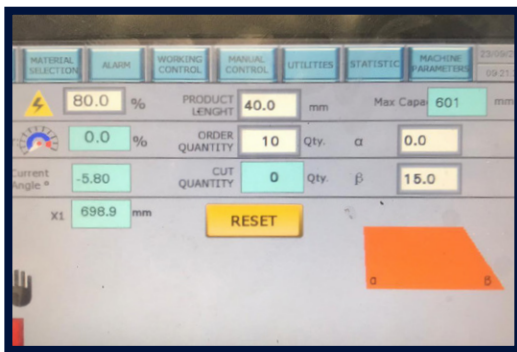 MATERIAL SELECTION ALARM WORKING CONTROL MANUAL CONTROL UTILITIES STATISTIC MACHINE PARAMETERS
80.0 % PRODUCT LENGHT 40.0 mm Max Capa 601 mm
0.0 % ORDER QUANTITY 10 Qty. α 0.0
Current Angle ° -5.80 CUT QUANTITY 0 Qty. β 15.0
X1 698.9 mm RESET
α β